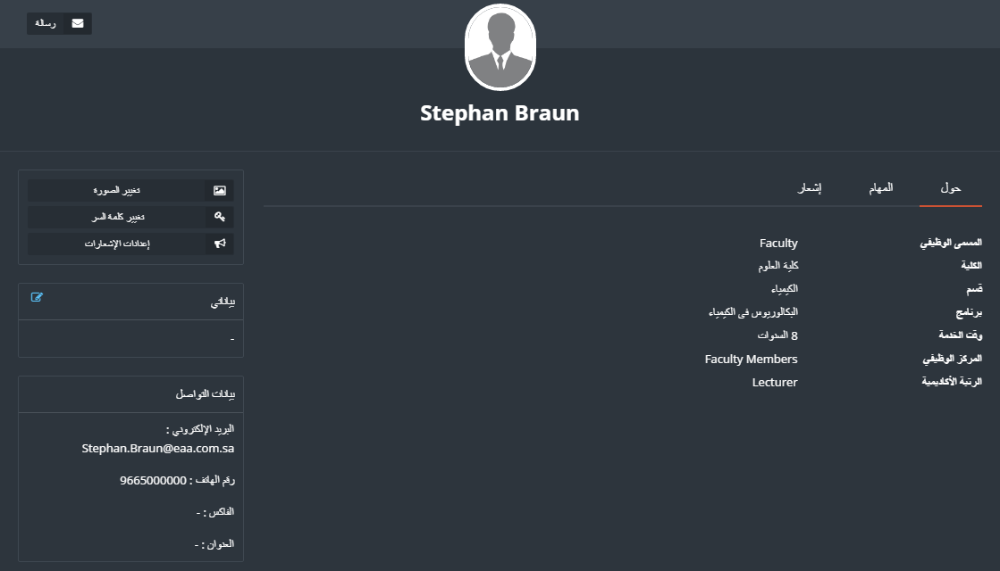 رسالة
Stephan Braun
حول
المهام
إشعار
المسمى الوظيفي Faculty
الكلية كلية العلوم
قسم الكيمياء
برنامج البكالوريوس في الكيمياء
وقت الخدمة 8 السنوات
المركز الوظيفي Faculty Members
الرتبة الأكاديمية Lecturer
تغيير الصورة
تغيير كلمة السر
إعدادات الإشعارات
بياناتي
-
بيانات التواصل
البريد الإلكتروني :
Stephan.Braun@eaa.com.sa
رقم الهاتف : 9665000000
الفاكس : -
العنوان : -